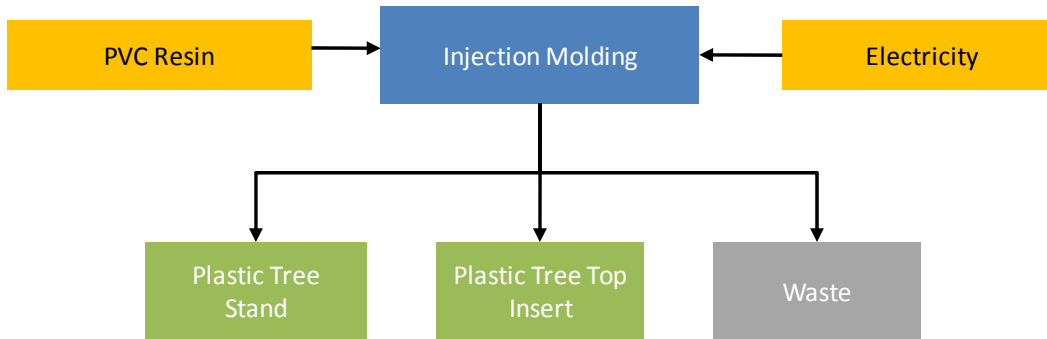 PVC Resin
Injection Molding
Electricity
Plastic Tree
Stand
Plastic Tree Top
Insert
Waste